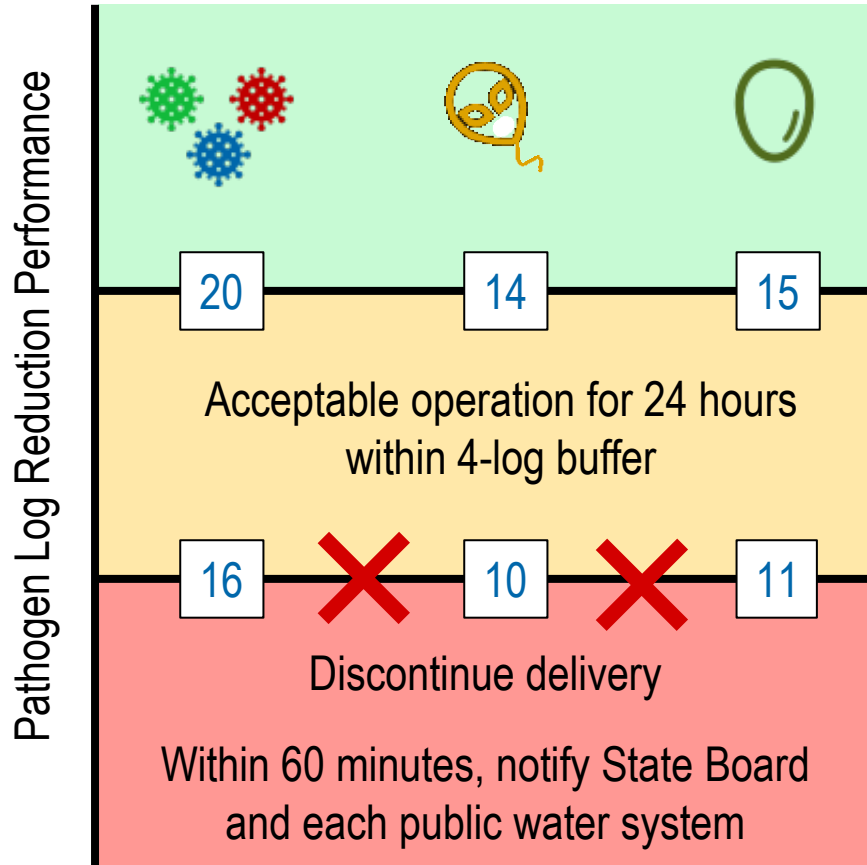 Pathogen Log Reduction Performance
20 14 15
Acceptable operation for 24 hours
within 4-log buffer
16 10 11
Discontinue delivery
Within 60 minutes, notify State Board
and each public water system